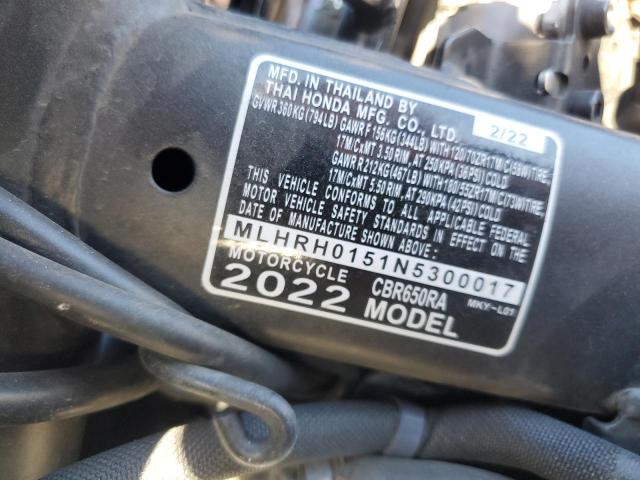 MFD. IN THAILAND BY
THAI HONDA MFG. CO., LTD. 2/22
GVWR 360KG (794LB) GAWR F 156KG(344LB) WITH 120/70ZR17M/C(58W)TIRE,
17M/CxMT 3.50 RIM, AT 250KPA (36PSI) COLD
GAWR R 212KG(467LB) WITH 180/55ZR17M/C(73W)TIRE,
17M/CxMT 5.50 RIM, AT 290KPA (42PSI) COLD
THIS VEHICLE CONFORMS TO ALL APPLICABLE FEDERAL
MOTOR VEHICLE SAFETY STANDARDS IN EFFECT ON THE
DATE OF MANUFACTURE SHOWN ABOVE:
MLHRH0151N5300017
MOTORCYCLE CBR650RA MKY-L01
2022 MODEL